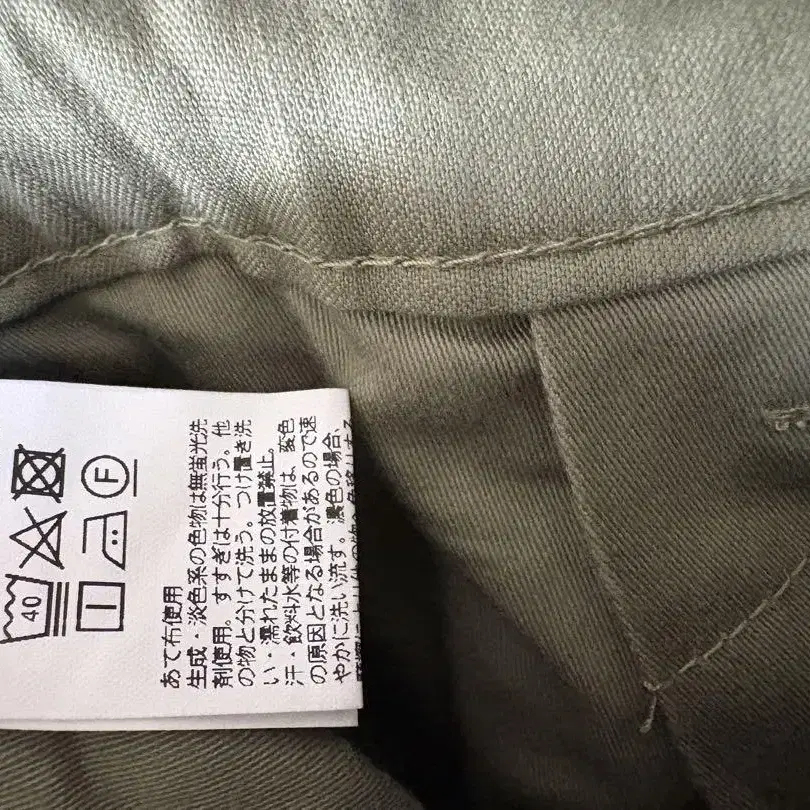 40
F
あて布使用
生成・淡色系の色物は無蛍光洗
剤使用。すすぎは十分行う。他
の物と分けて洗う。つけ置き洗
い・濡れたままの放置禁止。
汗・飲料水等の付着物は、変色
の原因となる場合があるので速
やかに洗い流す。濃色の場合、